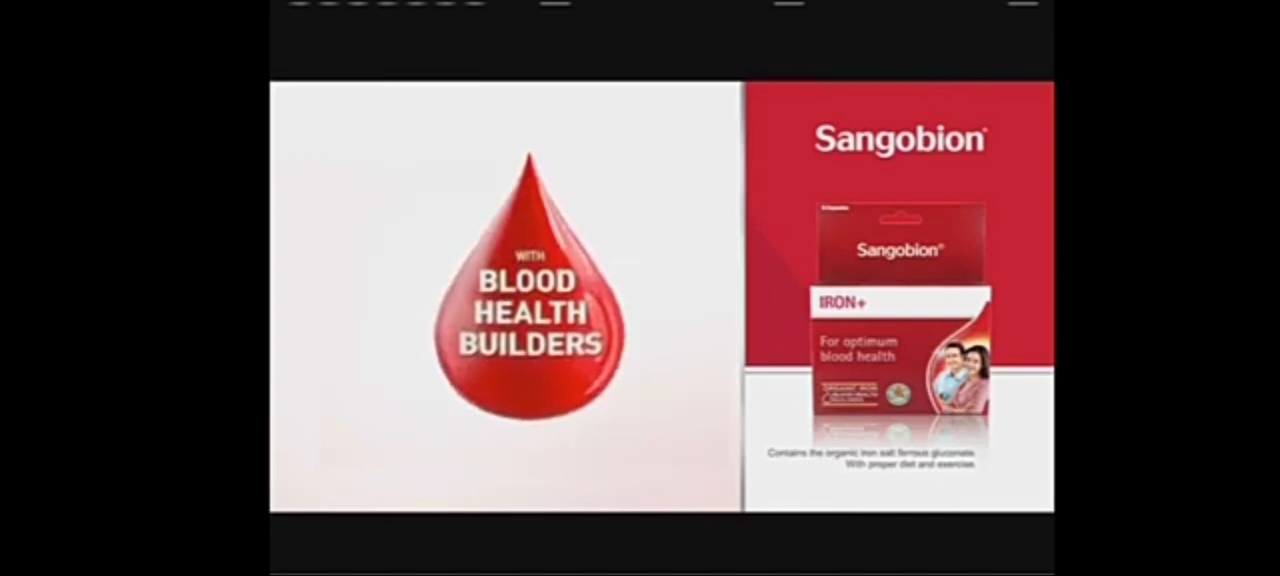 WITH
BLOOD
HEALTH
BUILDERS
Sangobion
Sangobion®
IRON+
For optimum
blood health
Contains the organic iron salt ferrous gluconate.
With proper diet and exercise.